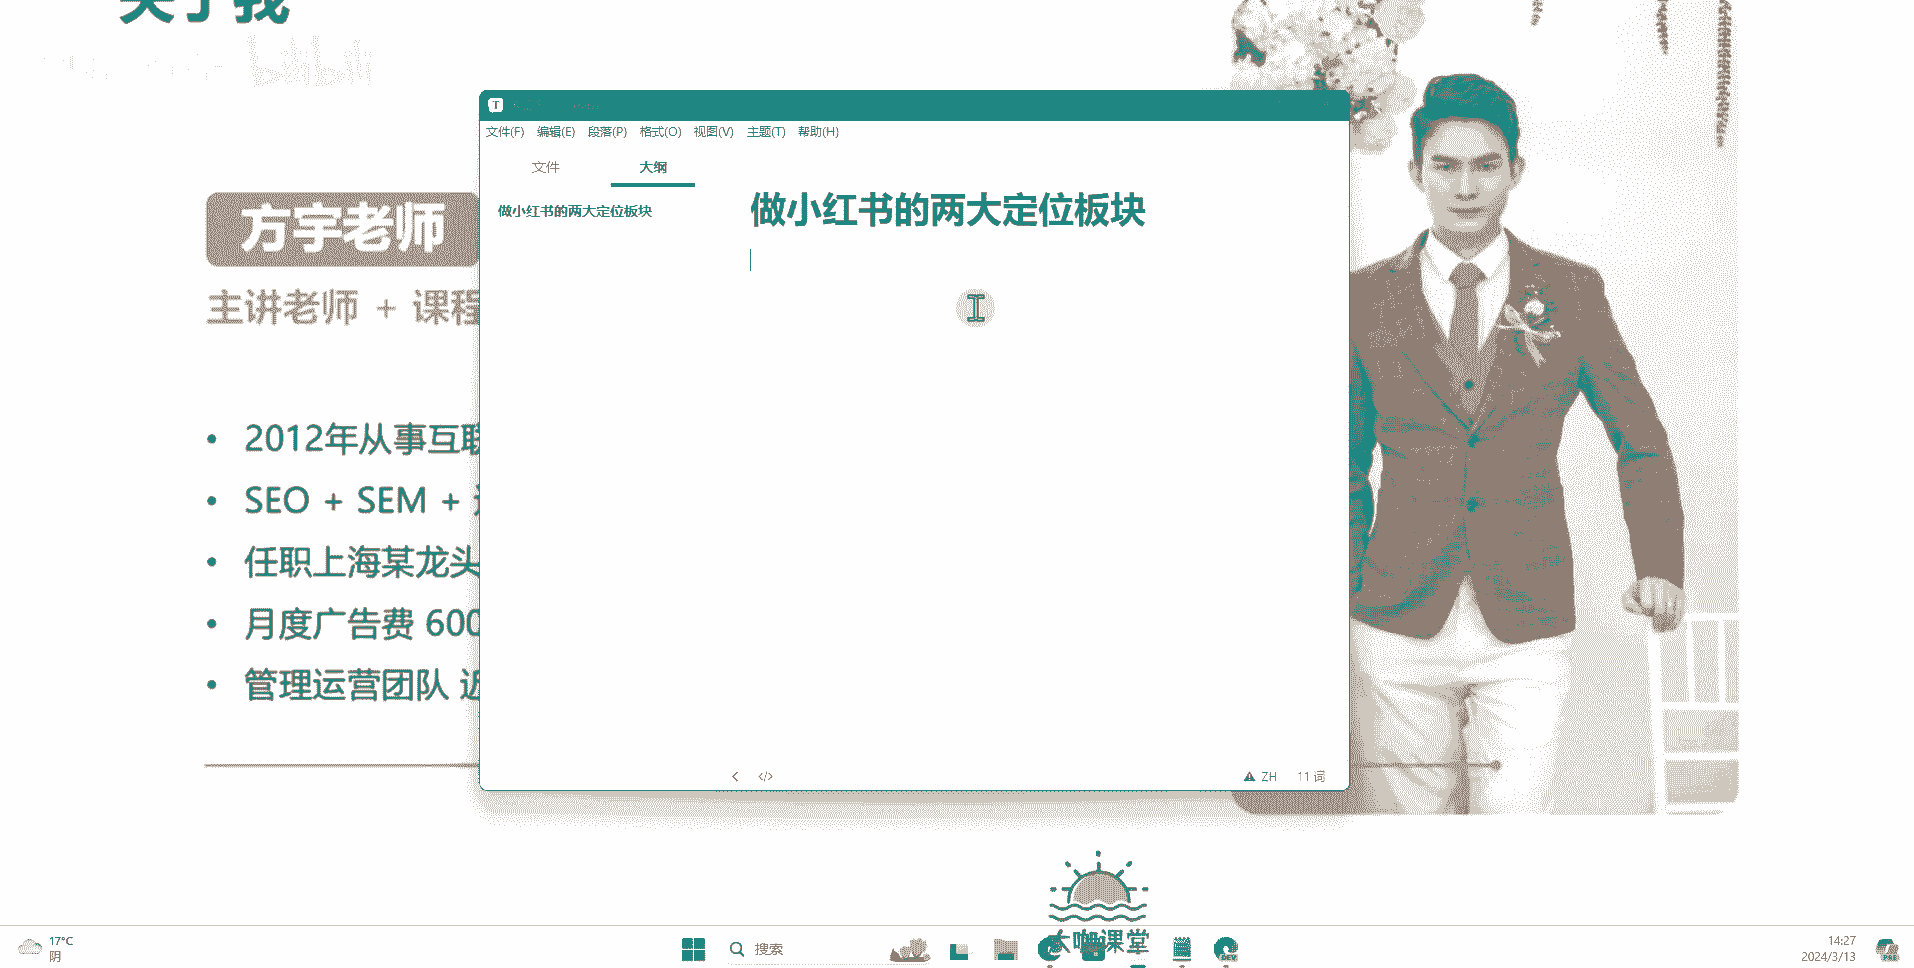 关于我
bilibili
方宇老师
主讲老师 + 课程
2012年从事互联
SEO + SEM +
任职上海某龙头
月度广告费 600
管理运营团队 近
T
文件(F) 编辑(E) 段落(P) 格式(O) 视图(V) 主题(T) 帮助(H)
文件 大纲
做小红书的两大定位板块
做小红书的两大定位板块
ZH 11 词
大咖课堂
17°C
阴
搜索
DEV
14:27
2024/3/13
PRE